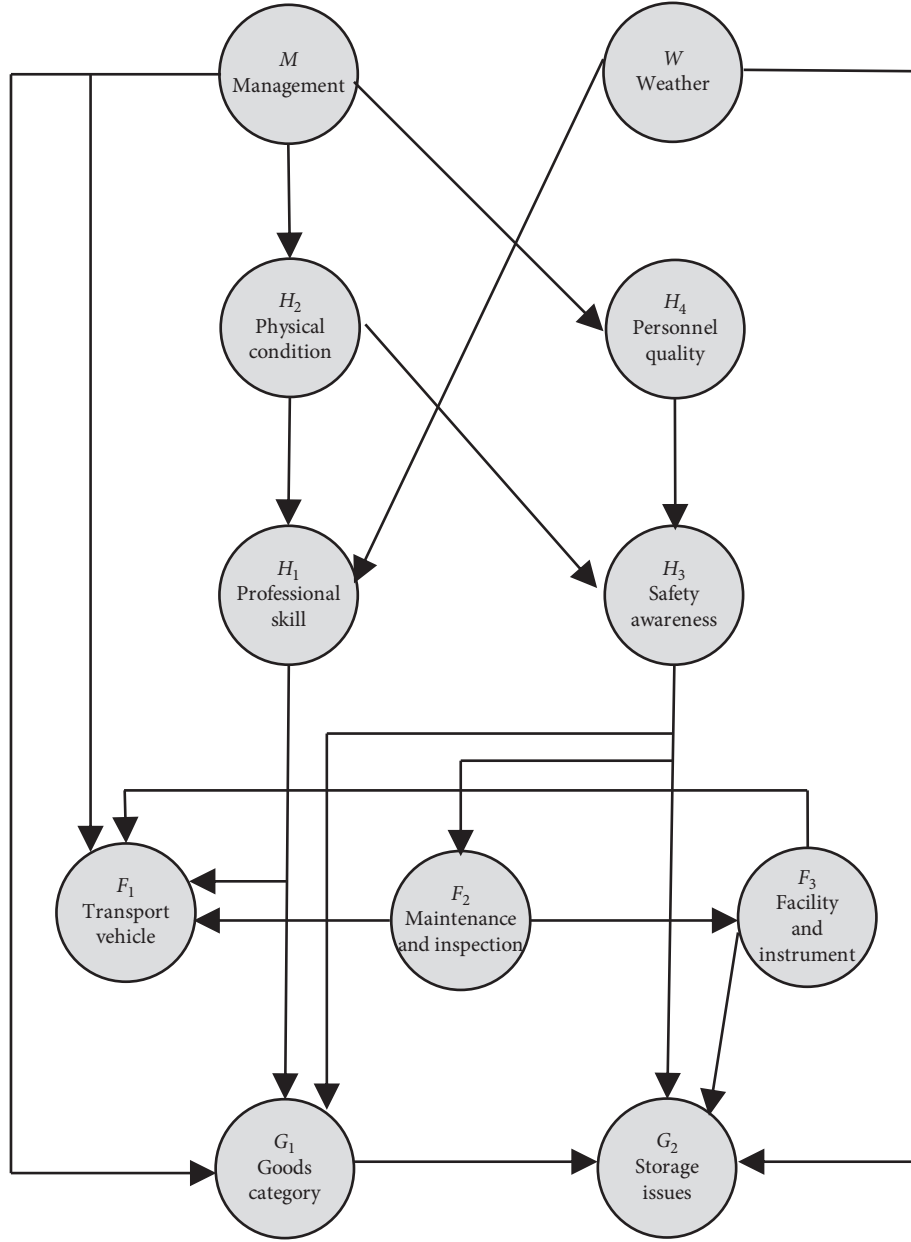 M
Management
W
Weather
H2
Physical
condition
H4
Personnel
quality
H1
Professional
skill
H3
Safety
awareness
F1
Transport
vehicle
F2
Maintenance
and inspection
F3
Facility
and
instrument
G1
Goods
category
G2
Storage
issues